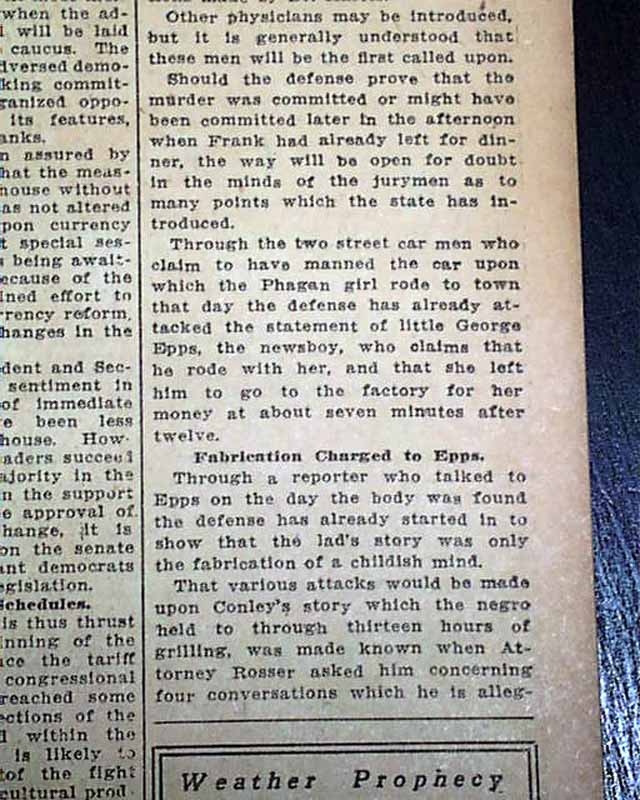 when the ad-
will be laid
caucus. The
dversed demo-
king commit-
ganized oppo-
its features,
anks.
n assured by
hat the meas-
house without
as not altered
pon currency
t special ses-
s being await-
ecause of the
ined effort to
rrency reform,
hanges in the
dent and Sec-
sentiment in
of immediate
e been less
house. How-
aders succeed
ajority in the
n the support
e approval of
hange, it is
on the senate
ant democrats
egislation.
Schedules.
is thus thrust
inning of the
ace the tariff
congressional
reached some
ections of the
d within the
is likely to
of the fight
cultural prod-
Other physicians may be introduced,
but it is generally understood that
these men will be the first called upon.
Should the defense prove that the
murder was committed or might have
been committed later in the afternoon
when Frank had already left for din-
ner, the way will be open for doubt
in the minds of the jurymen as to
many points which the state has in-
troduced.
Through the two street car men who
claim to have manned the car upon
which the Phagan girl rode to town
that day the defense has already at-
tacked the statement of little George
Epps, the newsboy, who claims that
he rode with her, and that she left
him to go to the factory for her
money at about seven minutes after
twelve.
Fabrication Charged to Epps.
Through a reporter who talked to
Epps on the day the body was found
the defense has already started in to
show that the lad's story was only
the fabrication of a childish mind.
That various attacks would be made
upon Conley's story which the negro
held to through thirteen hours of
grilling, was made known when At-
torney Rosser asked him concerning
four conversations which he is alleg-
Weather Prophecy